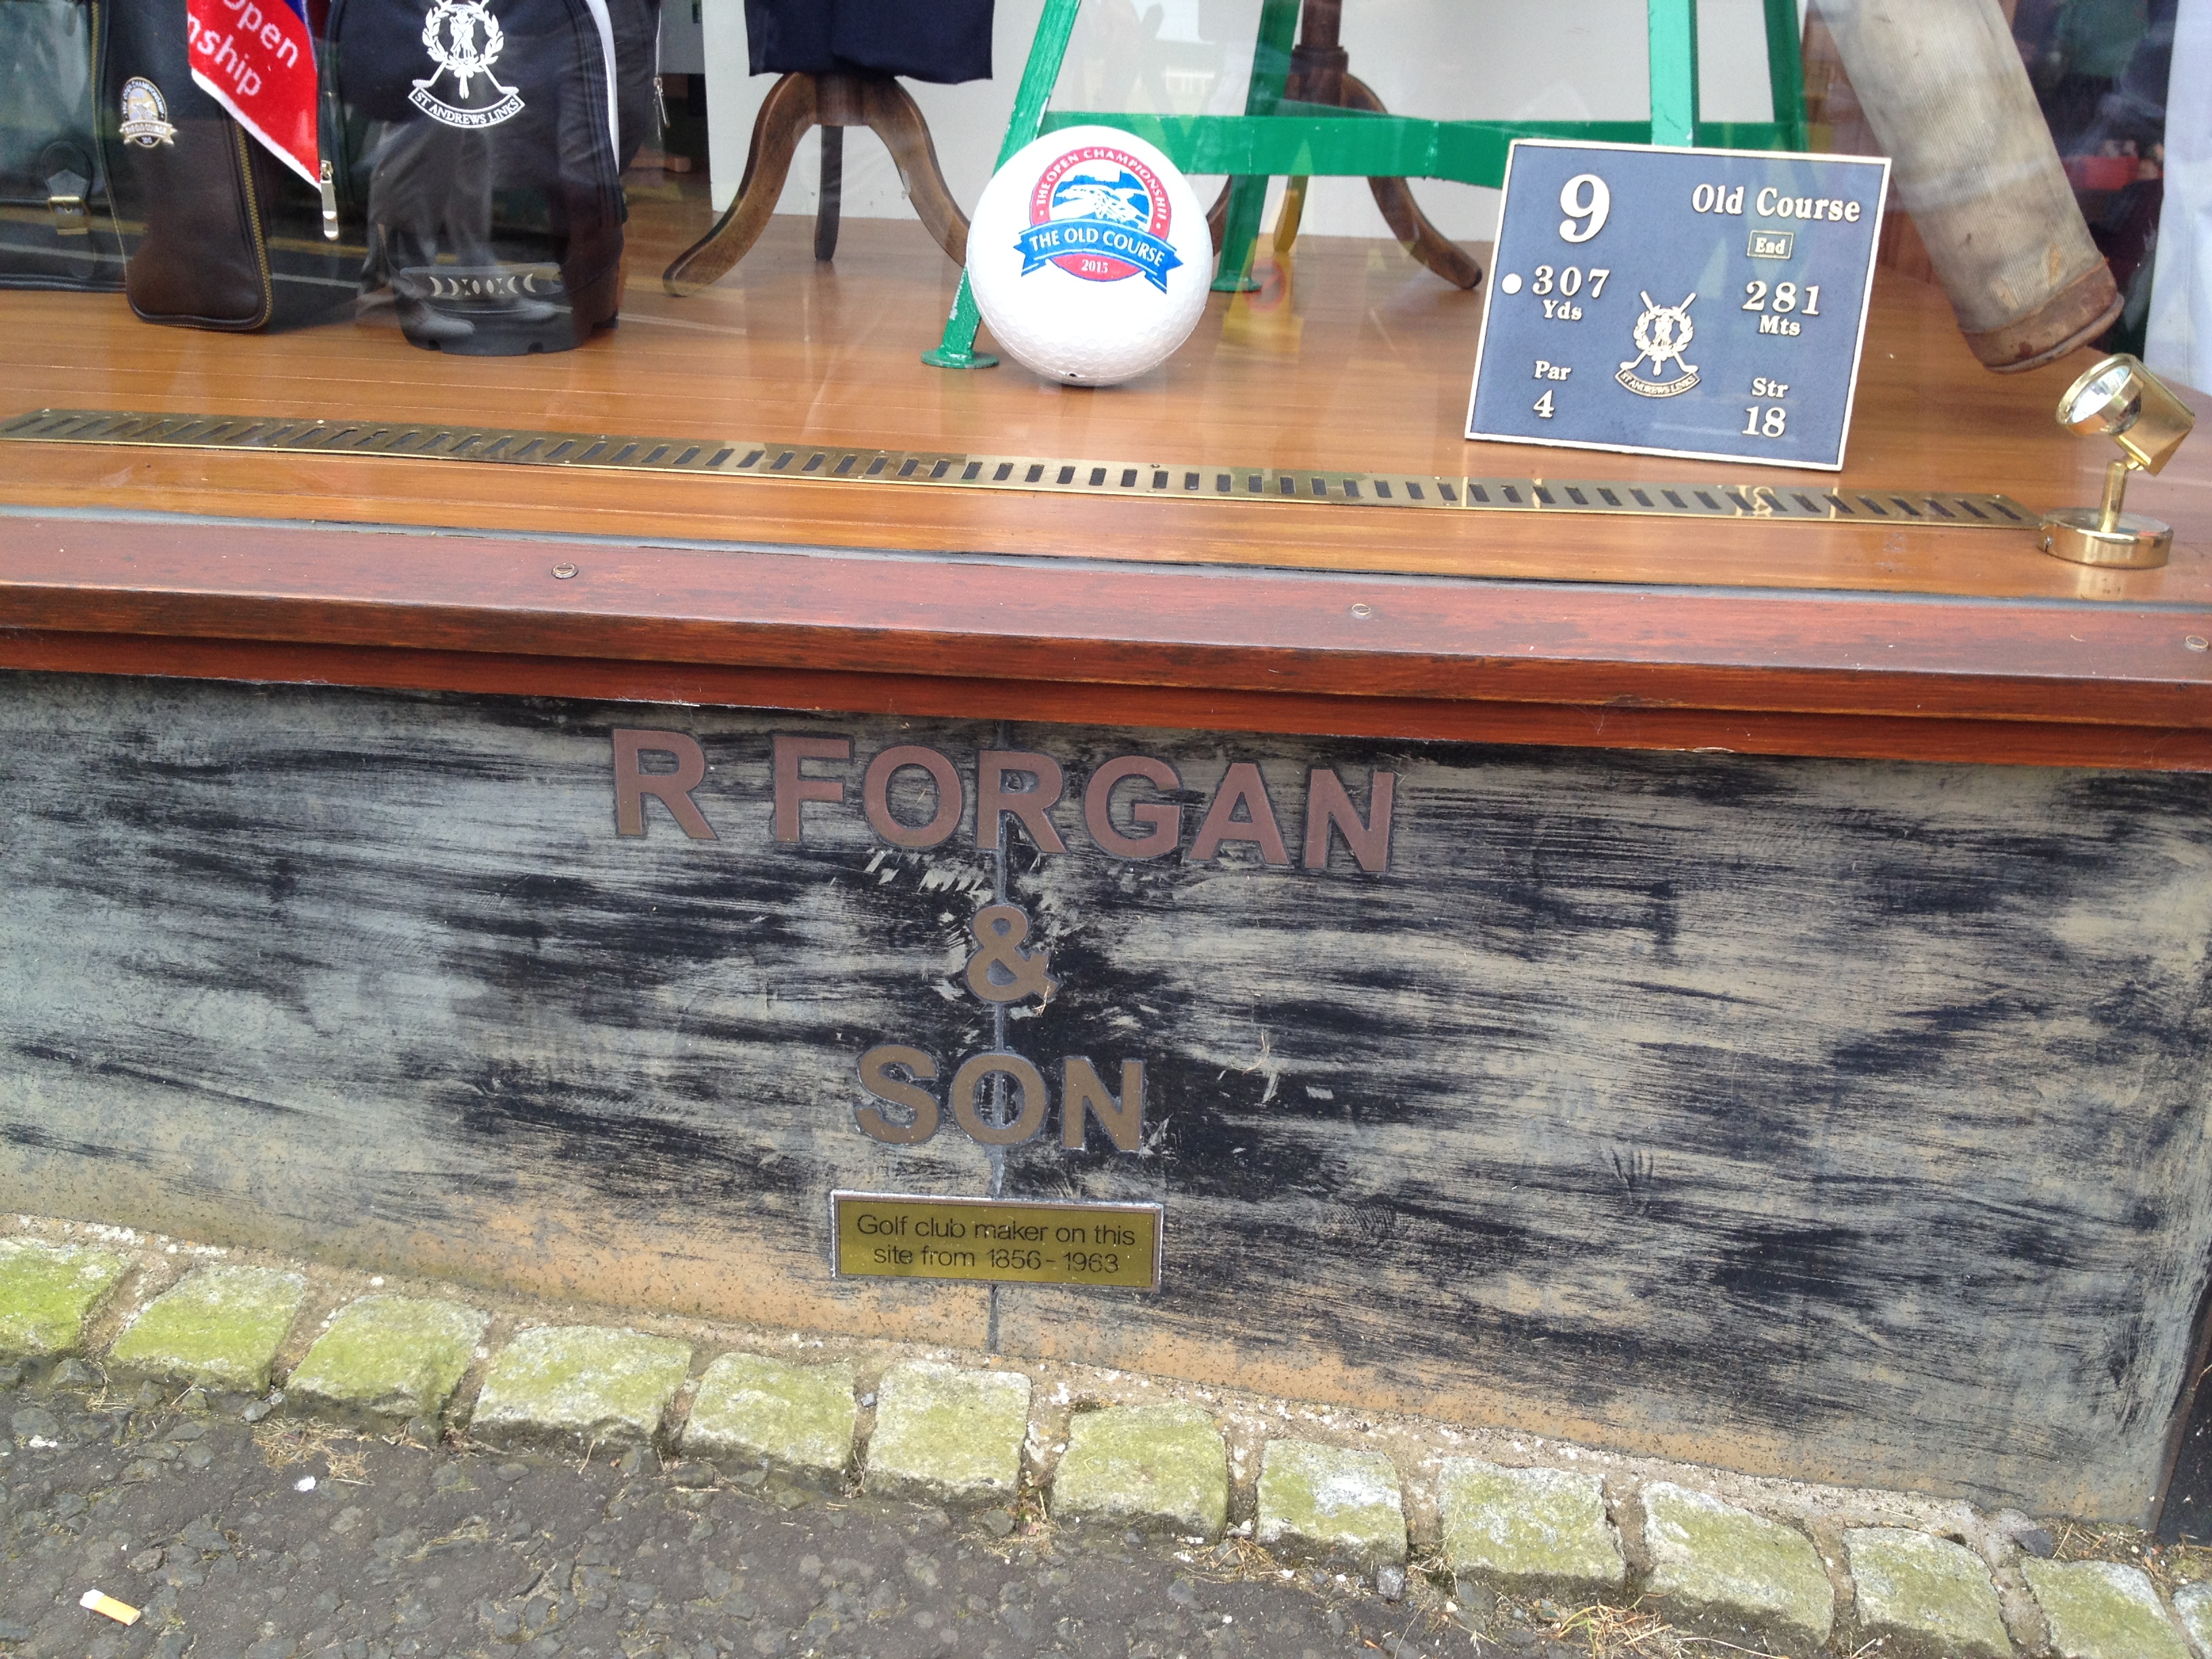 open
nship
ST ANDREWS LINKS
THE OPEN CHAMPIONSHIP
THE OLD COURSE
2015
9
Old Course
End
307
Yds
281
Mts
Par
4
ST ANDREWS LINKS
Str
18
R FORGAN
&
SON
Golf club maker on this
site from 1856-1963